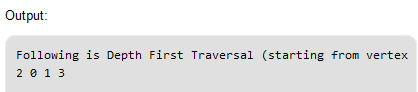 Output:
Following is Depth First Traversal (starting from vertex
2 0 1 3